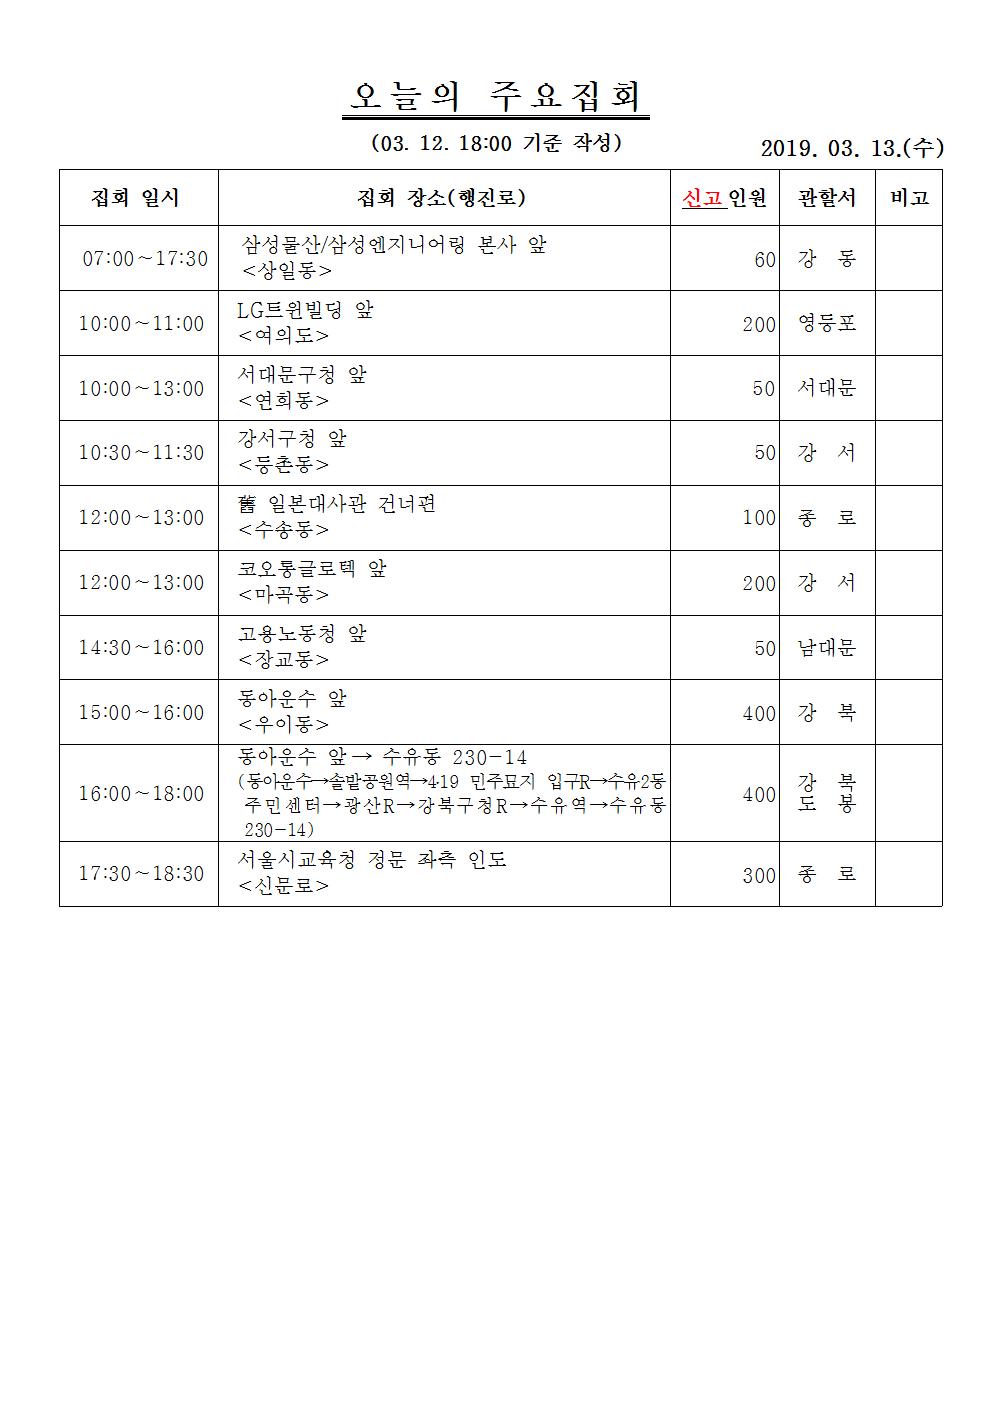 오늘의 주요집회
(03. 12. 18:00 기준 작성)
2019. 03. 13.(수)
집회 일시 집회 장소(행진로) 신고인원 관할서 비고
07:00~17:30 삼성물산/삼성엔지니어링 본사 앞 60 강 동
<상일동>
10:00~11:00 LG트윈빌딩 앞 200 영등포
<여의도>
10:00~13:00 서대문구청 앞 50 서대문
<연희동>
10:30~11:30 강서구청 앞 50 강 서
<등촌동>
12:00~13:00 舊 일본대사관 건너편 100 종 로
<수송동>
12:00~13:00 코오롱글로텍 앞 200 강 서
<마곡동>
14:30~16:00 고용노동청 앞 50 남대문
<장교동>
15:00~16:00 동아운수 앞 400 강 북
<우이동>
16:00~18:00 동아운수 앞→ 수유동 230-14 400 강 북
(동아운수→솔밭공원역→4·19 민주묘지 입구R→수유2동 도 봉
주민센터→광산R→강북구청R→수유역→수유동
230-14)
17:30~18:30 서울시교육청 정문 좌측 인도 300 종 로
<신문로>